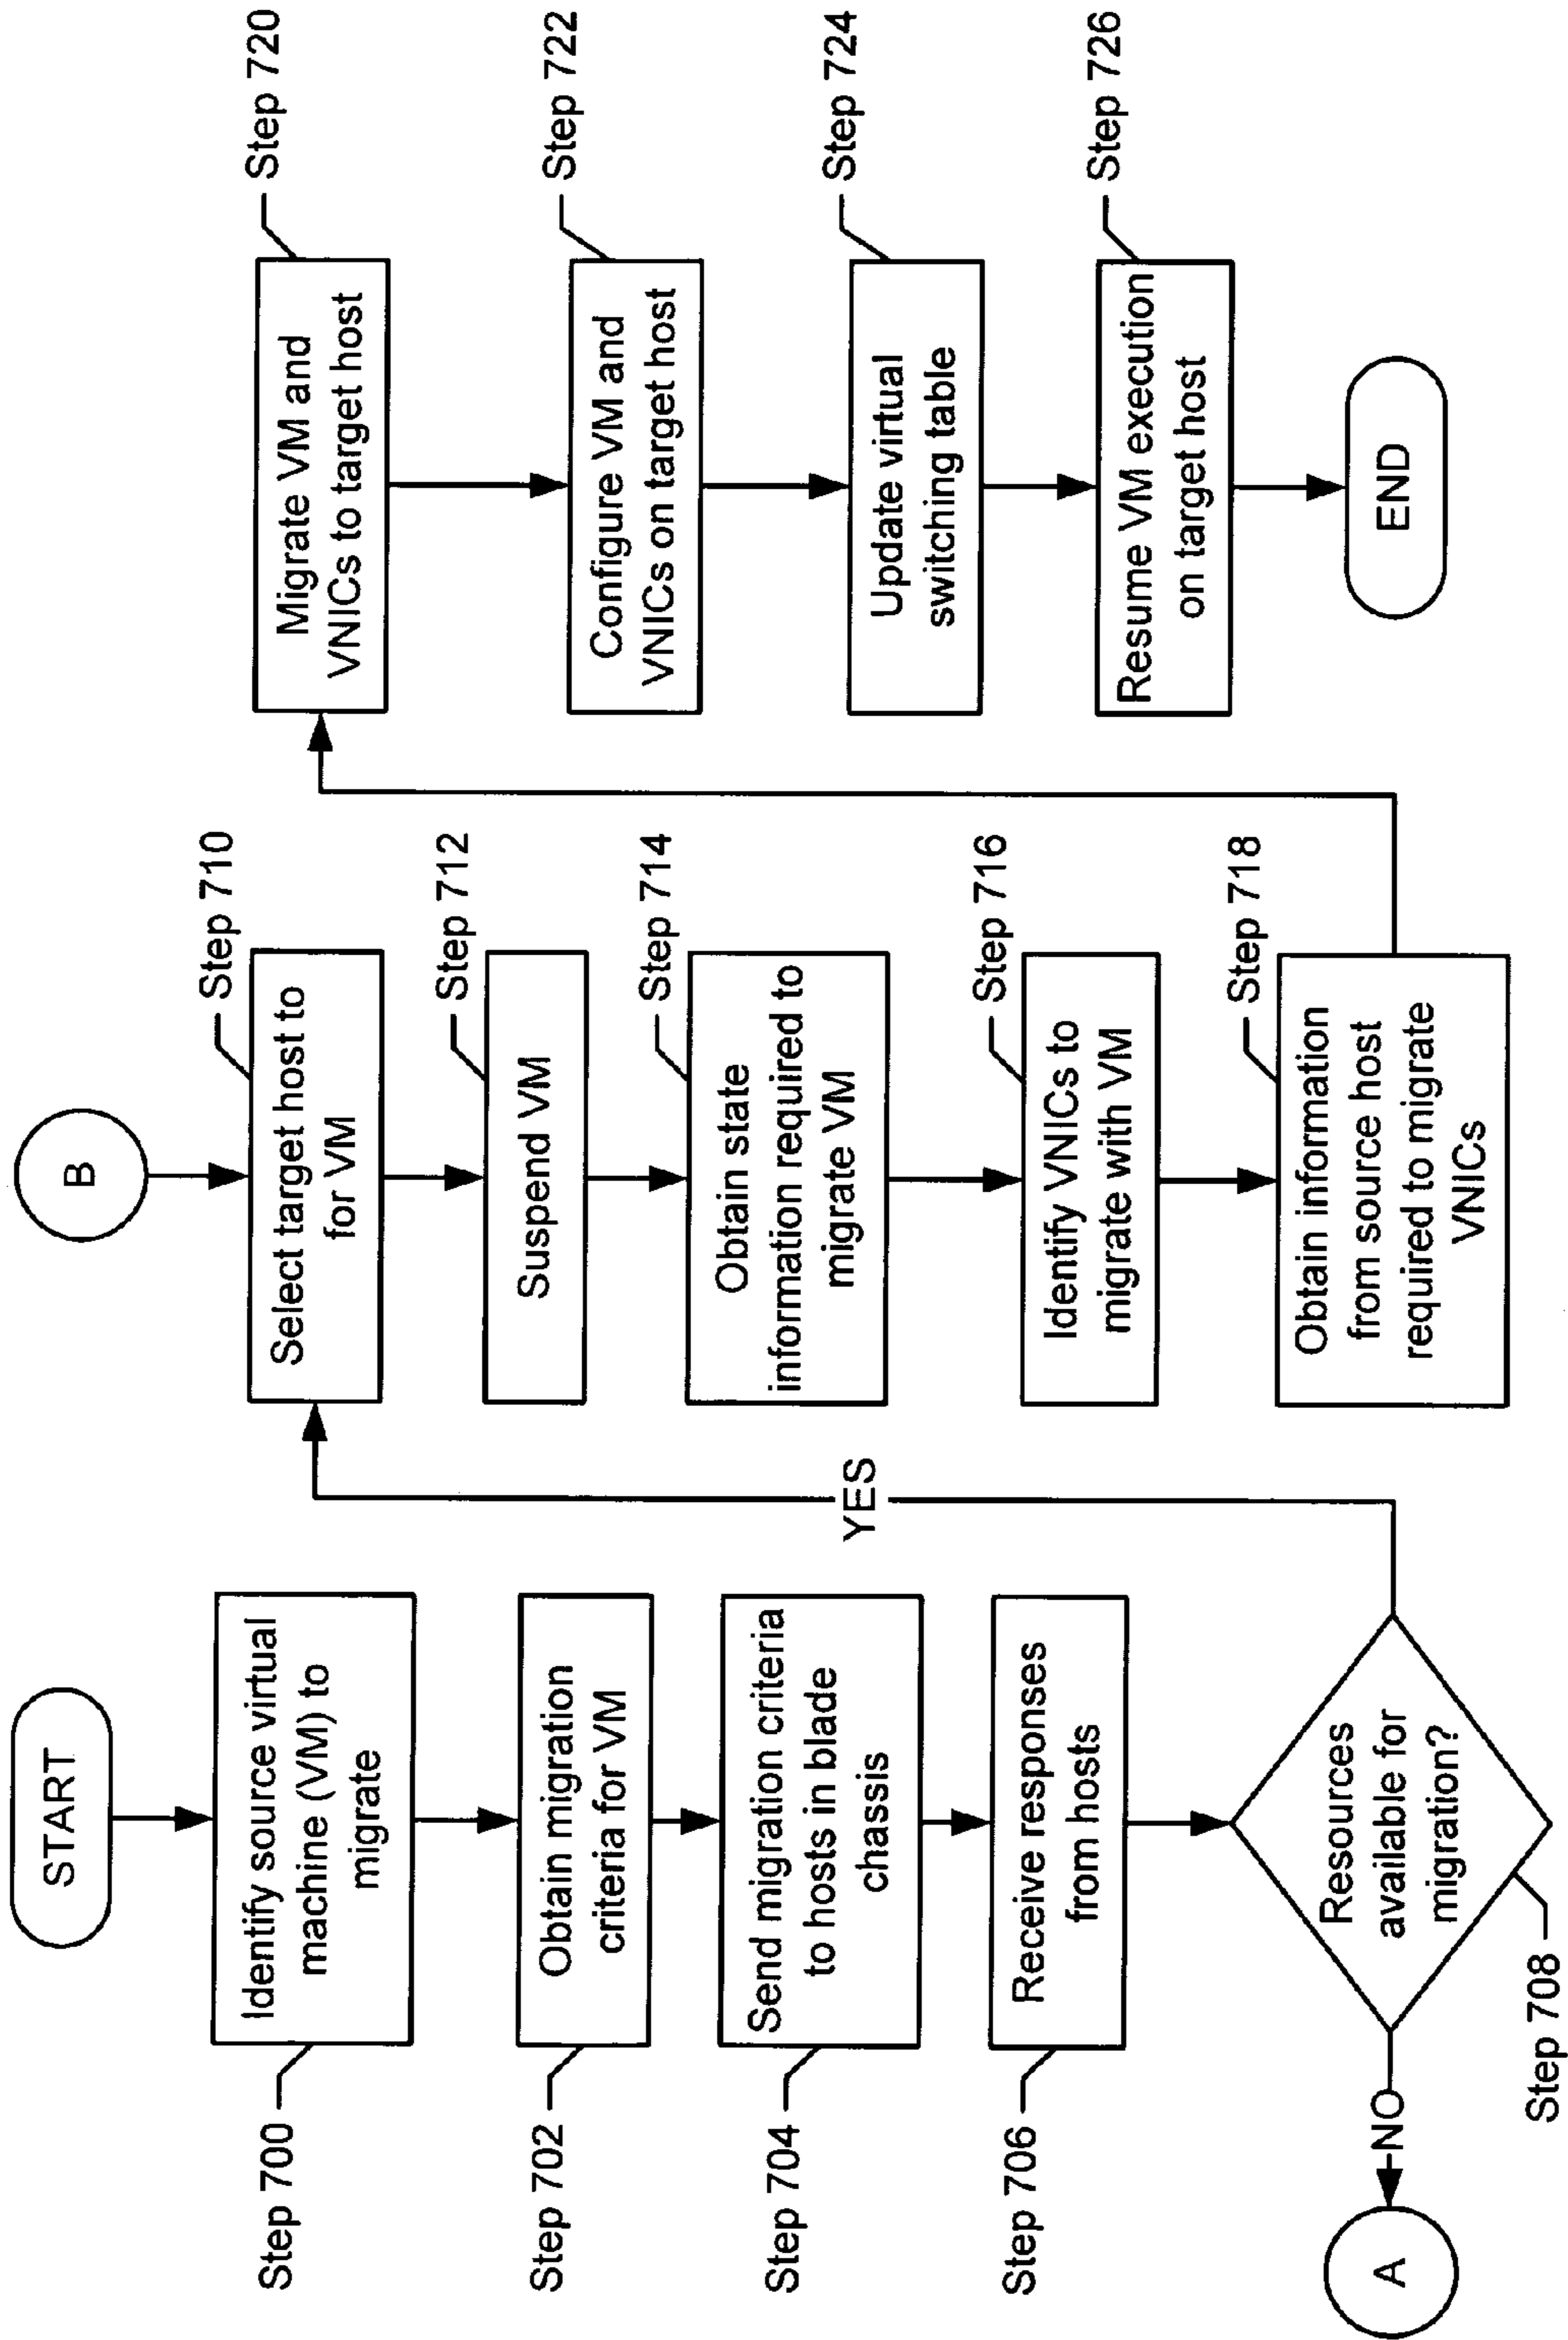 START
Step 700
Identify source virtual
machine (VM) to
migrate
Step 702
Obtain migration
criteria for VM
Step 704
Send migration criteria
to hosts in blade
chassis
Step 706
Receive responses
from hosts
Resources
available for
migration?
Step 708
NO
A
YES
B
Step 710
Select target host to
for VM
Step 712
Suspend VM
Step 714
Obtain state
information required to
migrate VM
Step 716
Identify VNICs to
migrate with VM
Step 718
Obtain information
from source host
required to migrate
VNICs
Step 720
Migrate VM and
VNICs to target host
Step 722
Configure VM and
VNICs on target host
Step 724
Update virtual
switching table
Step 726
Resume VM execution
on target host
END